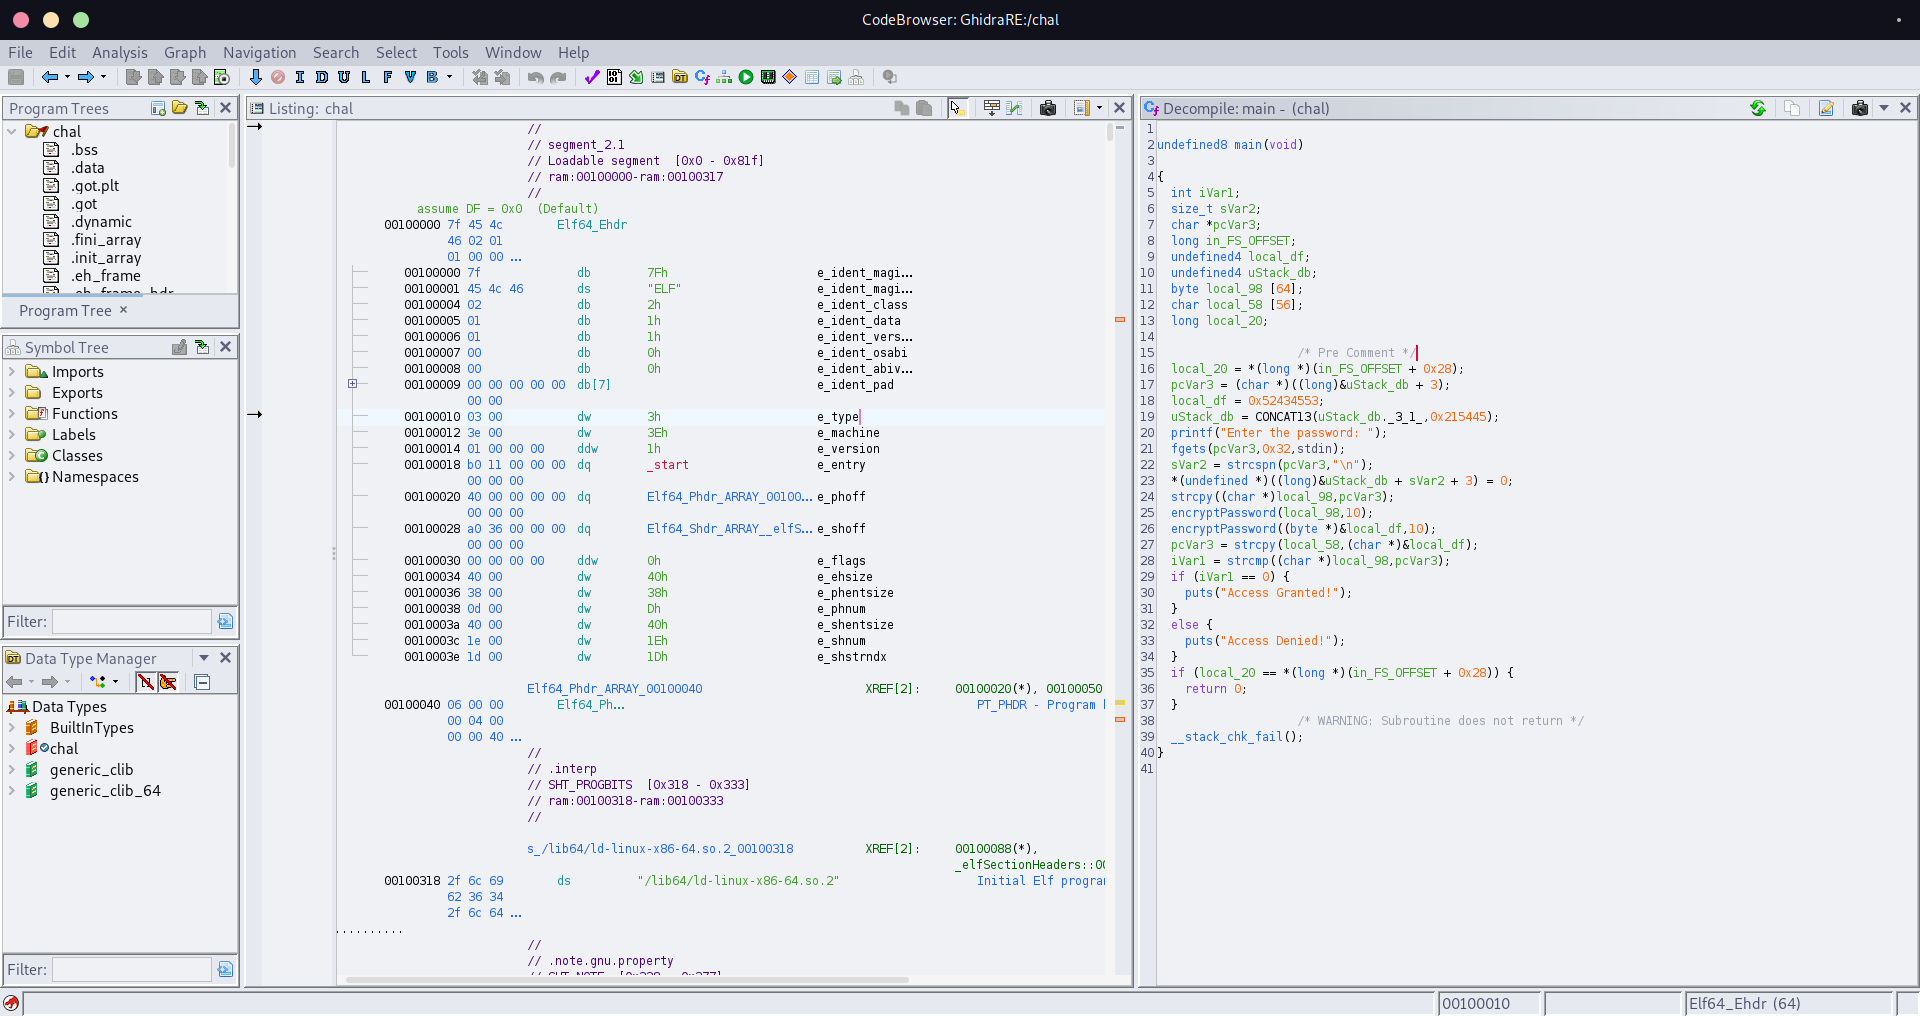 CodeBrowser: GhidraRE:/chal
File Edit Analysis Graph Navigation Search Select Tools Window Help
I D U L F V B
Program Trees
chal
.bss
.data
.got.plt
.got
.dynamic
.fini_array
.init_array
.eh_frame
.eh_frame_hdr
Program Tree ×
Symbol Tree
Imports
Exports
Functions
Labels
Classes
Namespaces
Filter:
Data Type Manager
Data Types
BuiltInTypes
chal
generic_clib
generic_clib_64
Filter:
Listing: chal
//
// segment_2.1
// Loadable segment [0x0 - 0x81f]
// ram:00100000-ram:00100317
//
assume DF = 0x0 (Default)
00100000 7f 45 4c Elf64_Ehdr
46 02 01
01 00 00 ...
00100000 7f db 7Fh e_ident_magi...
00100001 45 4c 46 ds "ELF" e_ident_magi...
00100004 02 db 2h e_ident_class
00100005 01 db 1h e_ident_data
00100006 01 db 1h e_ident_vers...
00100007 00 db 0h e_ident_osabi
00100008 00 db 0h e_ident_abiv...
00100009 00 00 00 00 00 db[7] e_ident_pad
00 00
00100010 03 00 dw 3h e_type
00100012 3e 00 dw 3Eh e_machine
00100014 01 00 00 00 ddw 1h e_version
00100018 b0 11 00 00 00 dq _start e_entry
00 00 00
00100020 40 00 00 00 00 dq Elf64_Phdr_ARRAY_00100... e_phoff
00 00 00
00100028 a0 36 00 00 00 dq Elf64_Shdr_ARRAY__elfS... e_shoff
00 00 00
00100030 00 00 00 00 ddw 0h e_flags
00100034 40 00 dw 40h e_ehsize
00100036 38 00 dw 38h e_phentsize
00100038 0d 00 dw Dh e_phnum
0010003a 40 00 dw 40h e_shentsize
0010003c 1e 00 dw 1Eh e_shnum
0010003e 1d 00 dw 1Dh e_shstrndx
Elf64_Phdr_ARRAY_00100040 XREF[2]: 00100020(*), 00100050
00100040 06 00 00 Elf64_Ph... PT_PHDR - Program
00 04 00
00 00 40 ...
//
// .interp
// SHT_PROGBITS [0x318 - 0x333]
// ram:00100318-ram:00100333
//
s_/lib64/ld-linux-x86-64.so.2_00100318 XREF[2]: 00100088(*),
_elfSectionHeaders::00
00100318 2f 6c 69 ds "/lib64/ld-linux-x86-64.so.2" Initial Elf progra
62 36 34
2f 6c 64 ...
..........
//
// .note.gnu.property
// SHT_NOTE [0x338 - 0x377]
Decompile: main - (chal)
1
2 undefined8 main(void)
3
4 {
5 int iVar1;
6 size_t sVar2;
7 char *pcVar3;
8 long in_FS_OFFSET;
9 undefined4 local_df;
10 undefined4 uStack_db;
11 byte local_98 [64];
12 char local_58 [56];
13 long local_20;
14
15 /* Pre Comment */
16 local_20 = *(long *)(in_FS_OFFSET + 0x28);
17 pcVar3 = (char *)((long)&uStack_db + 3);
18 local_df = 0x52434553;
19 uStack_db = CONCAT13(uStack_db._3_1_,0x215445);
20 printf("Enter the password: ");
21 fgets(pcVar3,0x32,stdin);
22 sVar2 = strcspn(pcVar3,"\n");
23 *(undefined *)((long)&uStack_db + sVar2 + 3) = 0;
24 strcpy((char *)local_98,pcVar3);
25 encryptPassword(local_98,10);
26 encryptPassword((byte *)&local_df,10);
27 pcVar3 = strcpy(local_58,(char *)&local_df);
28 iVar1 = strcmp((char *)local_98,pcVar3);
29 if (iVar1 == 0) {
30 puts("Access Granted!");
31 }
32 else {
33 puts("Access Denied!");
34 }
35 if (local_20 == *(long *)(in_FS_OFFSET + 0x28)) {
36 return 0;
37 }
38 /* WARNING: Subroutine does not return */
39 __stack_chk_fail();
40 }
41
00100010
Elf64_Ehdr (64)